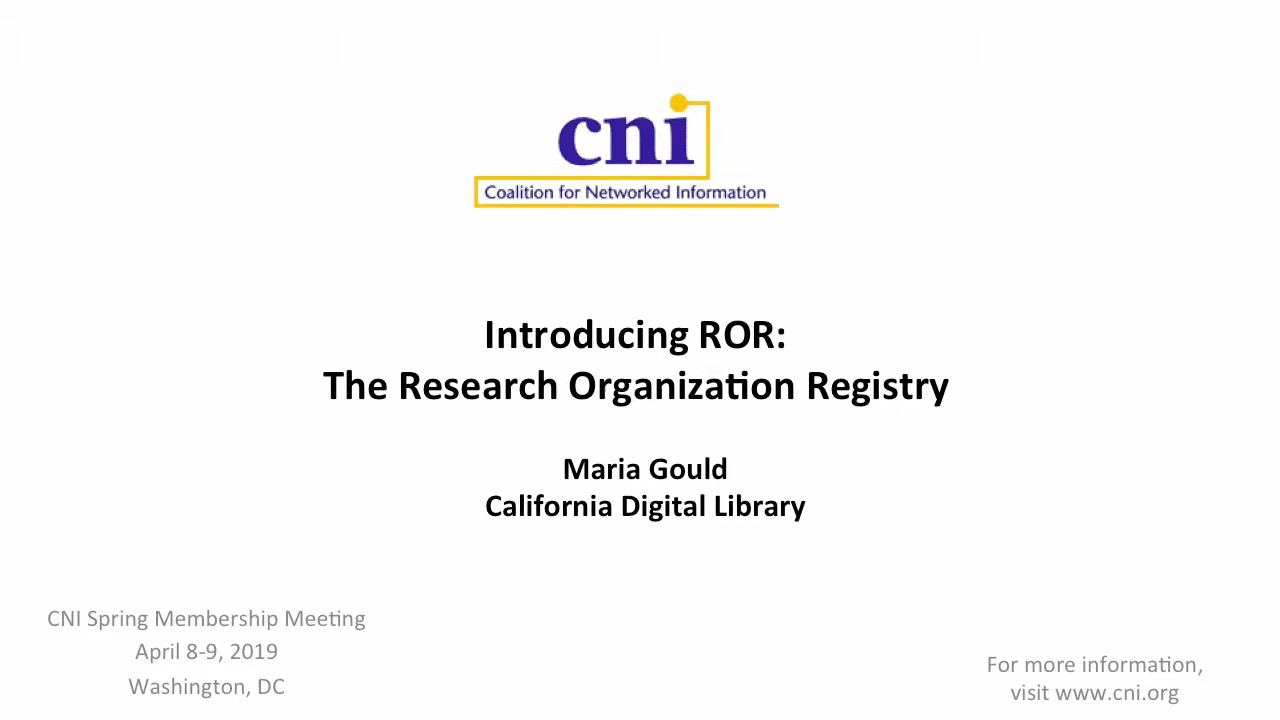 cni
Coalition for Networked Information
Introducing ROR:
The Research Organization Registry
Maria Gould
California Digital Library
CNI Spring Membership Meeting
April 8-9, 2019
Washington, DC
For more information,
visit www.cni.org